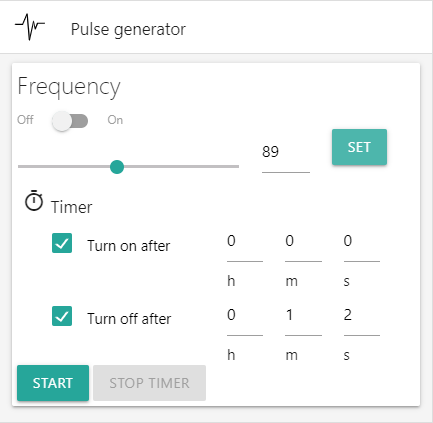 Pulse generator
Frequency
Off On
89 SET
Timer
Turn on after 0 0 0
h m s
Turn off after 0 1 2
h m s
START STOP TIMER